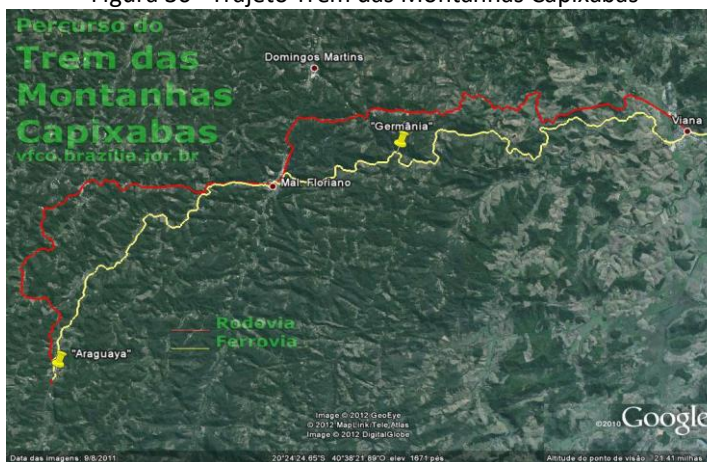 Figura 30 - Trajeto Trem das Montanhas Capixabas
Percurso do
Trem das
Montanhas
Capixabas
vfco.brazilia.jor.br
Domingos Martins
"Germânia"
Viana
Mal. Floriano
"Araguaya"
Rodovia
Ferrovia
Image © 2012 GeoEye
© 2012 MapLink/Tele Atlas
Image © 2012 DigitalGlobe
©2010 Google
Data das imagens: 9/8/2011
20°24'24.65"S 40°38'21.89"O elev 1671 pés
Altitude do ponto de visão 23.41 milhas